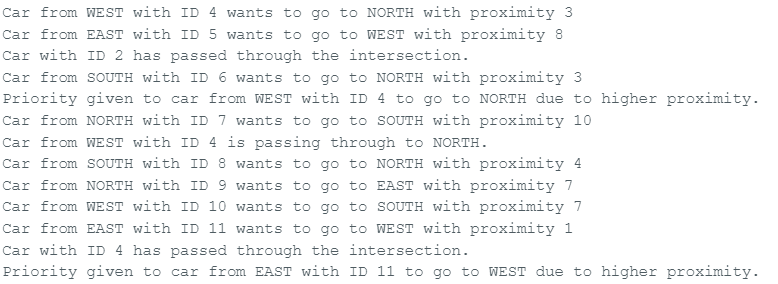 Car from WEST with ID 4 wants to go to NORTH with proximity 3
Car from EAST with ID 5 wants to go to WEST with proximity 8
Car with ID 2 has passed through the intersection.
Car from SOUTH with ID 6 wants to go to NORTH with proximity 3
Priority given to car from WEST with ID 4 to go to NORTH due to higher proximity.
Car from NORTH with ID 7 wants to go to SOUTH with proximity 10
Car from WEST with ID 4 is passing through to NORTH.
Car from SOUTH with ID 8 wants to go to NORTH with proximity 4
Car from NORTH with ID 9 wants to go to EAST with proximity 7
Car from WEST with ID 10 wants to go to SOUTH with proximity 7
Car from EAST with ID 11 wants to go to WEST with proximity 1
Car with ID 4 has passed through the intersection.
Priority given to car from EAST with ID 11 to go to WEST due to higher proximity.